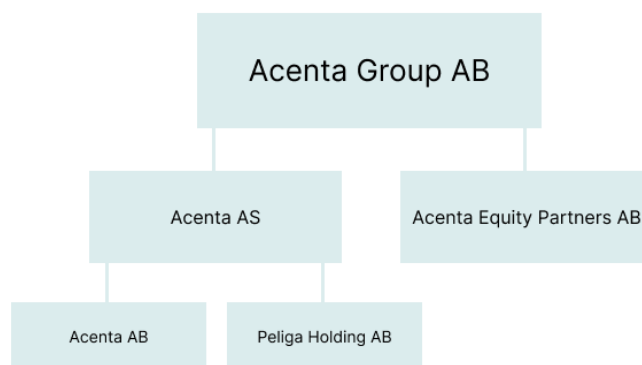 Acenta Group AB
Acenta AS
Acenta Equity Partners AB
Acenta AB
Peliga Holding AB